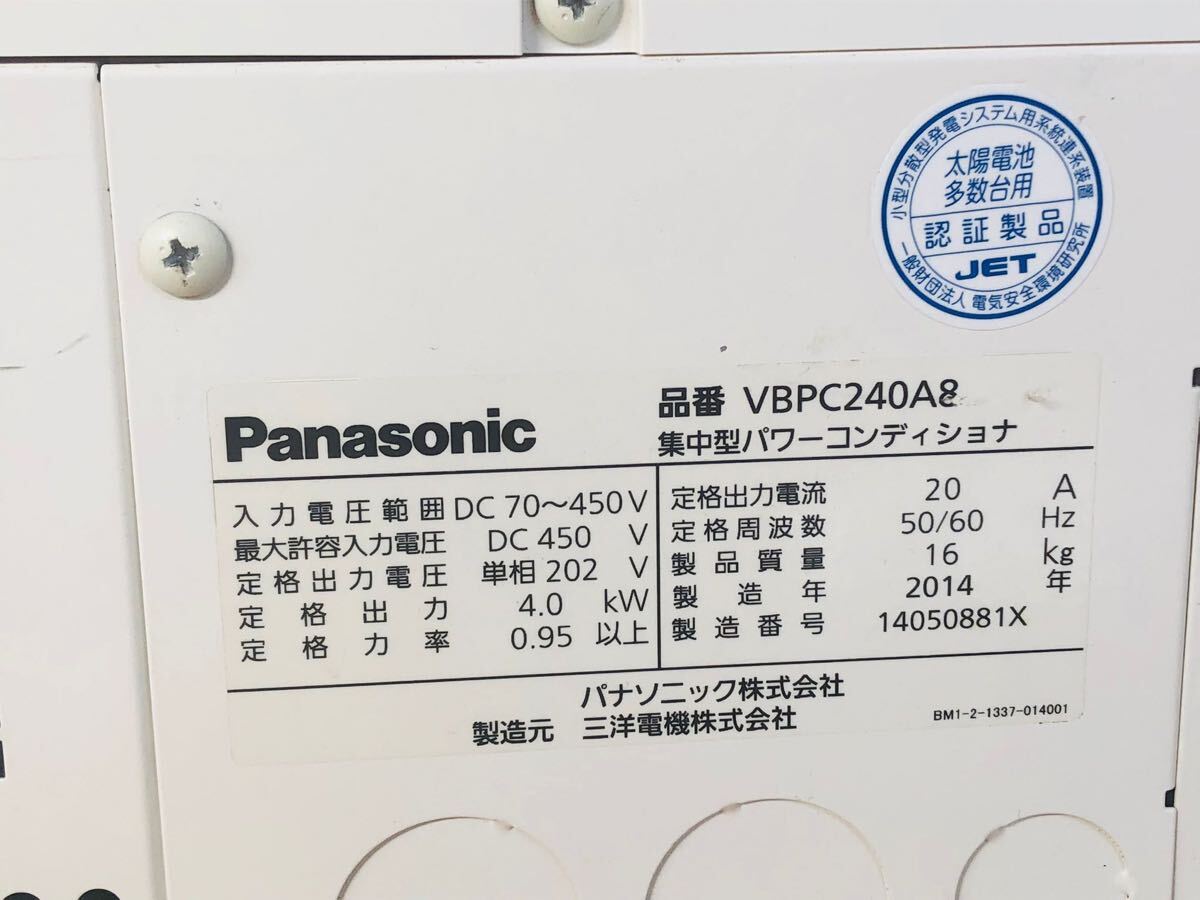 小型分散型発電システム用系統連系装置
太陽電池
多数台用
認証製品
JET
一般財団法人 電気安全環境研究所
Panasonic
品番 VBPC240A8
集中型パワーコンディショナ
入力電圧範囲 DC 70～450 V
最大許容入力電圧 DC 450 V
定格出力電圧 単相 202 V
定格出力 4.0 kW
定格力率 0.95 以上
定格出力電流 20 A
定格周波数 50/60 Hz
製品質量 16 kg
製造年 2014 年
製造番号 14050881X
パナソニック株式会社
製造元 三洋電機株式会社
BM1-2-1337-014001